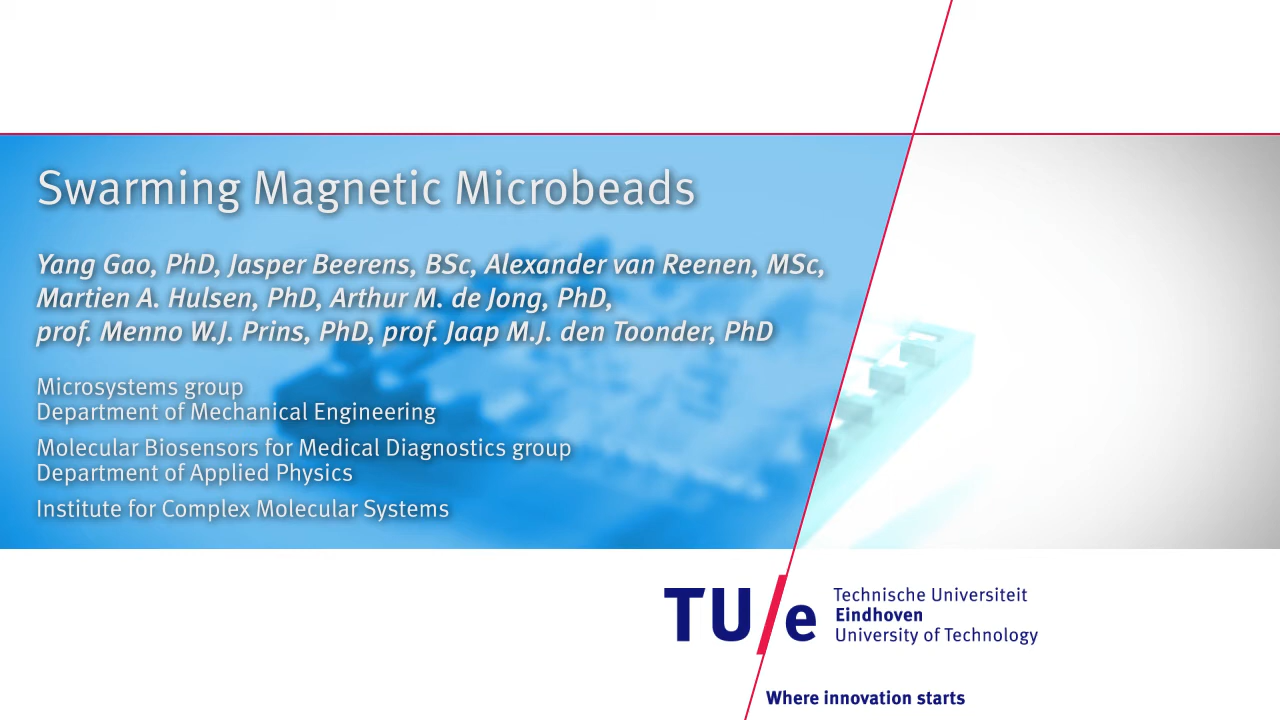 Swarming Magnetic Microbeads
Yang Gao, PhD, Jasper Beerens, BSc, Alexander van Reenen, MSc,
Martien A. Hulsen, PhD, Arthur M. de Jong, PhD,
prof. Menno W.J. Prins, PhD, prof. Jaap M.J. den Toonder, PhD
Microsystems group
Department of Mechanical Engineering
Molecular Biosensors for Medical Diagnostics group
Department of Applied Physics
Institute for Complex Molecular Systems
TU/e
Technische Universiteit
Eindhoven
University of Technology
Where innovation starts